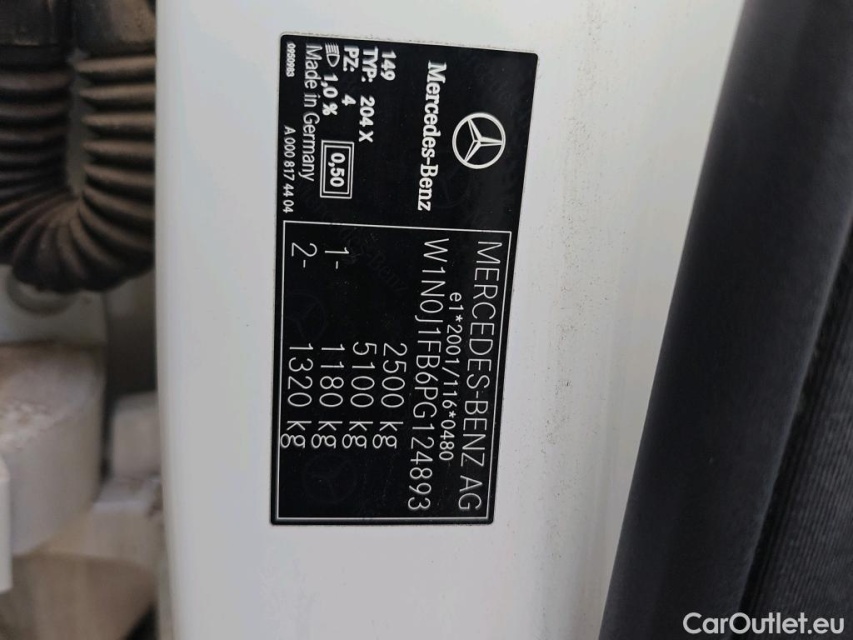 Mercedes-Benz
149
TYP: 204 X
PZ: 4
1,0 %
0,50
Made in Germany
0950983
A 000 817 44 04
MERCEDES-BENZ AG
e1*2001/116*0480
W1N0J1FB6PG124893
2500 kg
5100 kg
1- 1180 kg
2- 1320 kg
CarOutlet.eu